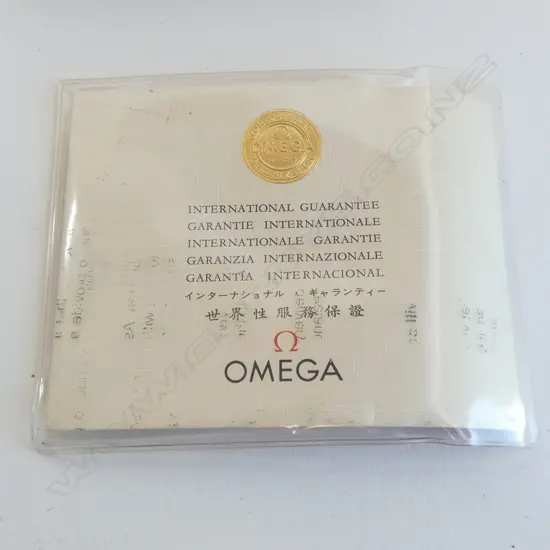 OMEGA
INTERNATIONAL GUARANTEE
GARANTIE INTERNATIONALE
INTERNATIONALE GARANTIE
GARANZIA INTERNAZIONALE
GARANTIA INTERNACIONAL
インターナショナル ギャランティー
世界性服務保證
Ω
OMEGA